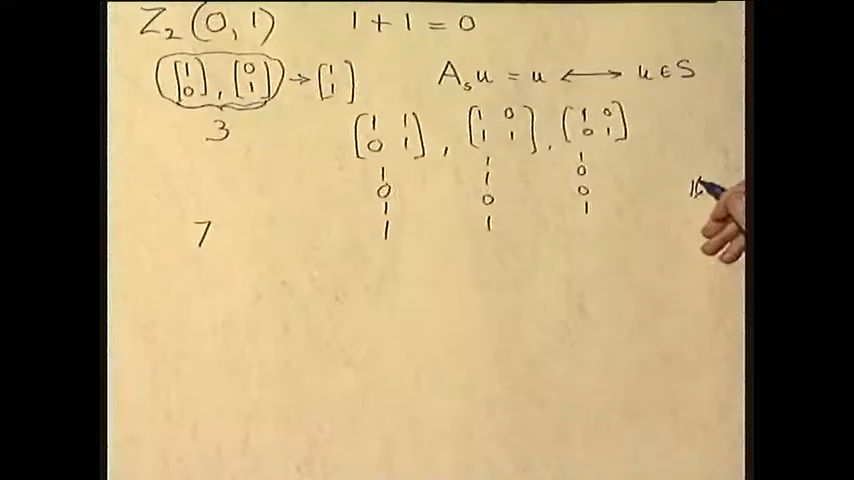 Z₂ (0, 1) 1 + 1 = 0
([1 0], [0 1]) → [1 1]
3
Aₛu = u ⟷ u ∈ S
[1 1
0 1], [1 0
1 1], [1 0
0 1]
1 1 1
0 1 0
1 0 0
1 1 1
7